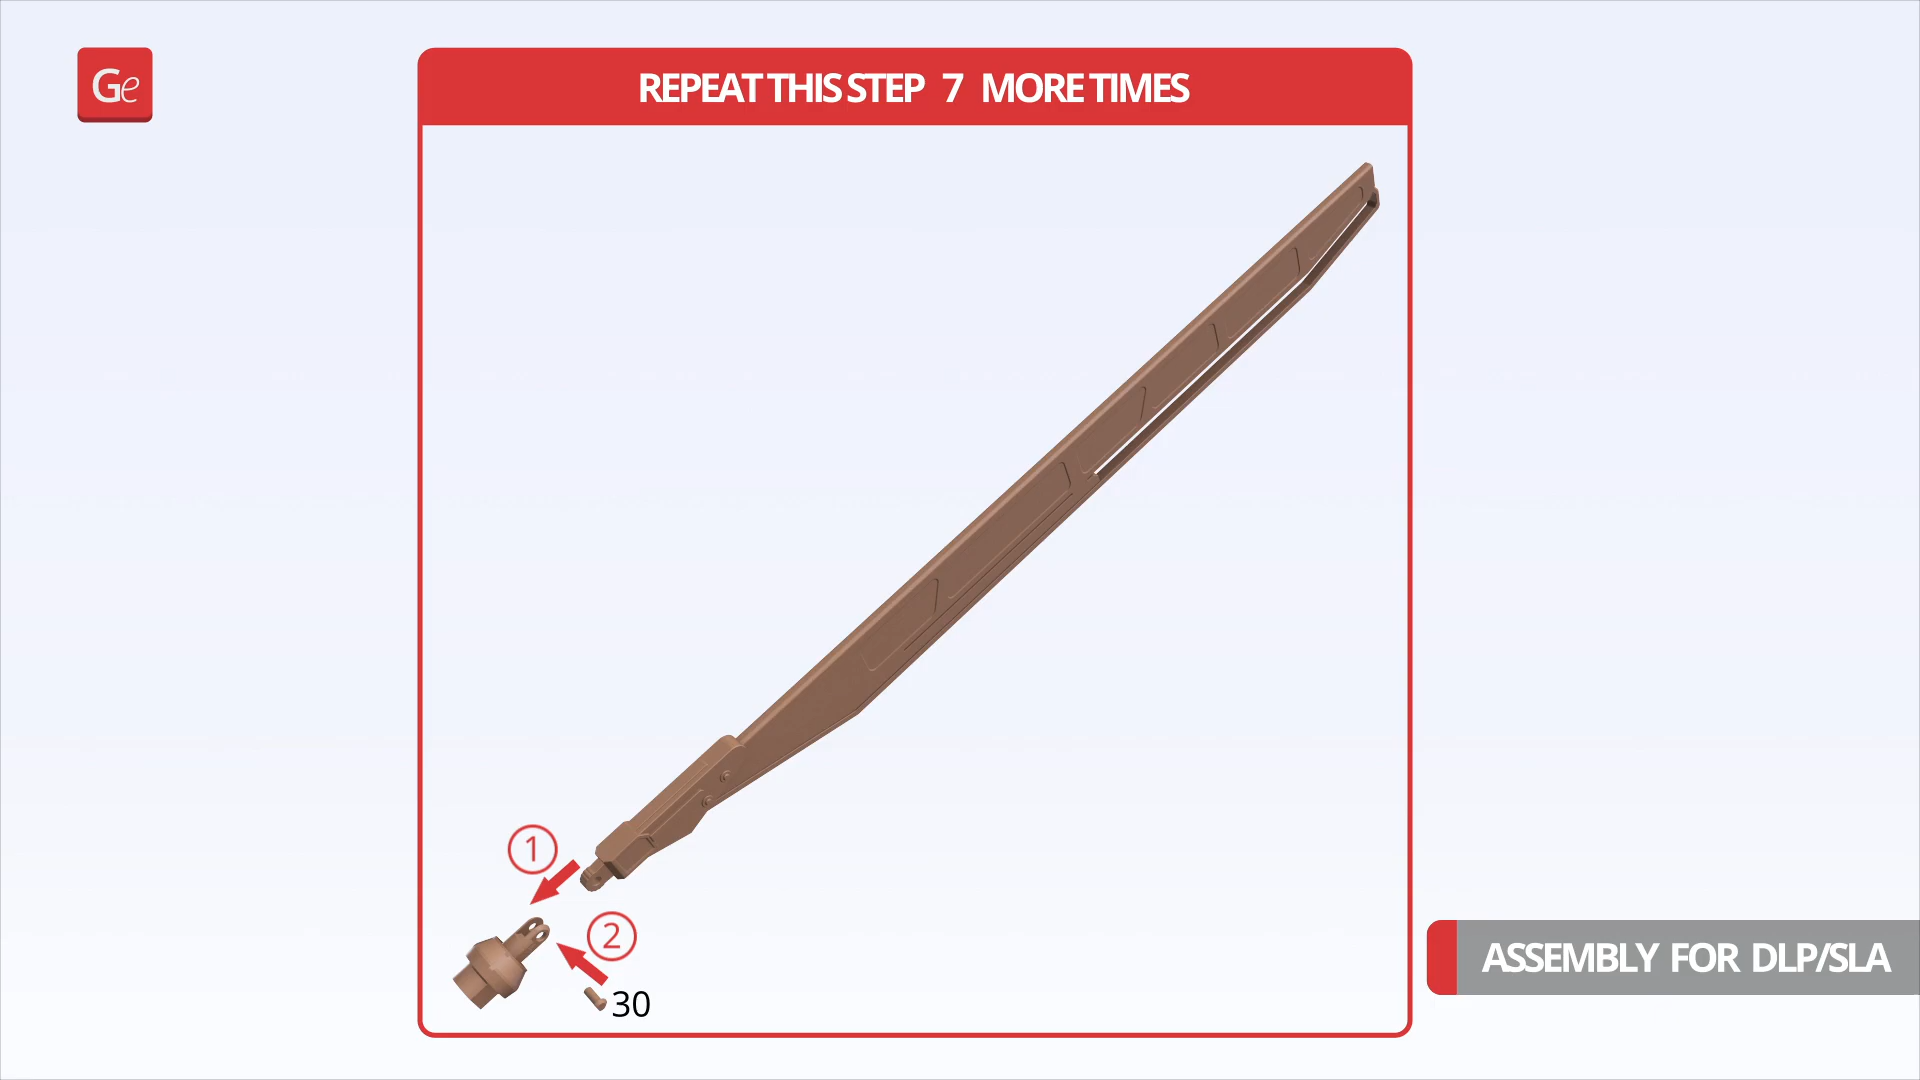 Ge
REPEAT THIS STEP 7 MORE TIMES
1
2
30
ASSEMBLY FOR DLP/SLA